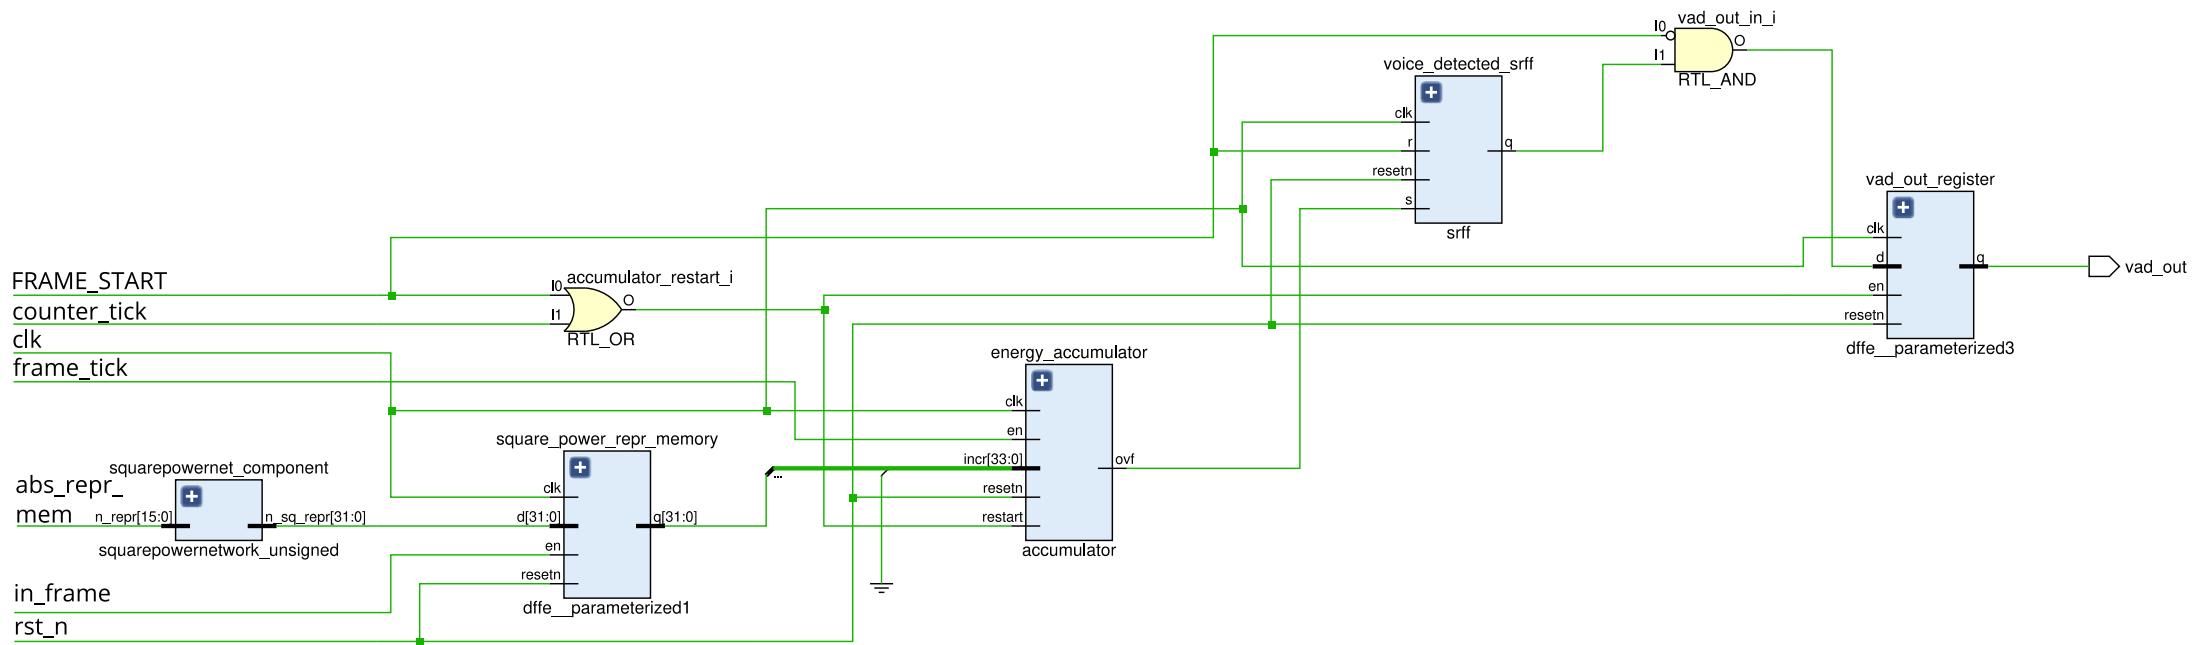 vad_out_in_i
I0
O
I1
RTL_AND
voice_detected_srff
clk
r
q
resetn
s
srff
vad_out_register
clk
d
q
en
resetn
dffe__parameterized3
vad_out
FRAME_START
counter_tick
clk
frame_tick
accumulator_restart_i
I0
O
I1
RTL_OR
energy_accumulator
clk
en
incr[33:0]
ovf
resetn
restart
accumulator
square_power_repr_memory
clk
d[31:0]
q[31:0]
en
resetn
dffe__parameterized1
...
squarepowernet_component
abs_repr_
mem
n_repr[15:0]
n_sq_repr[31:0]
squarepowernetwork_unsigned
in_frame
rst_n